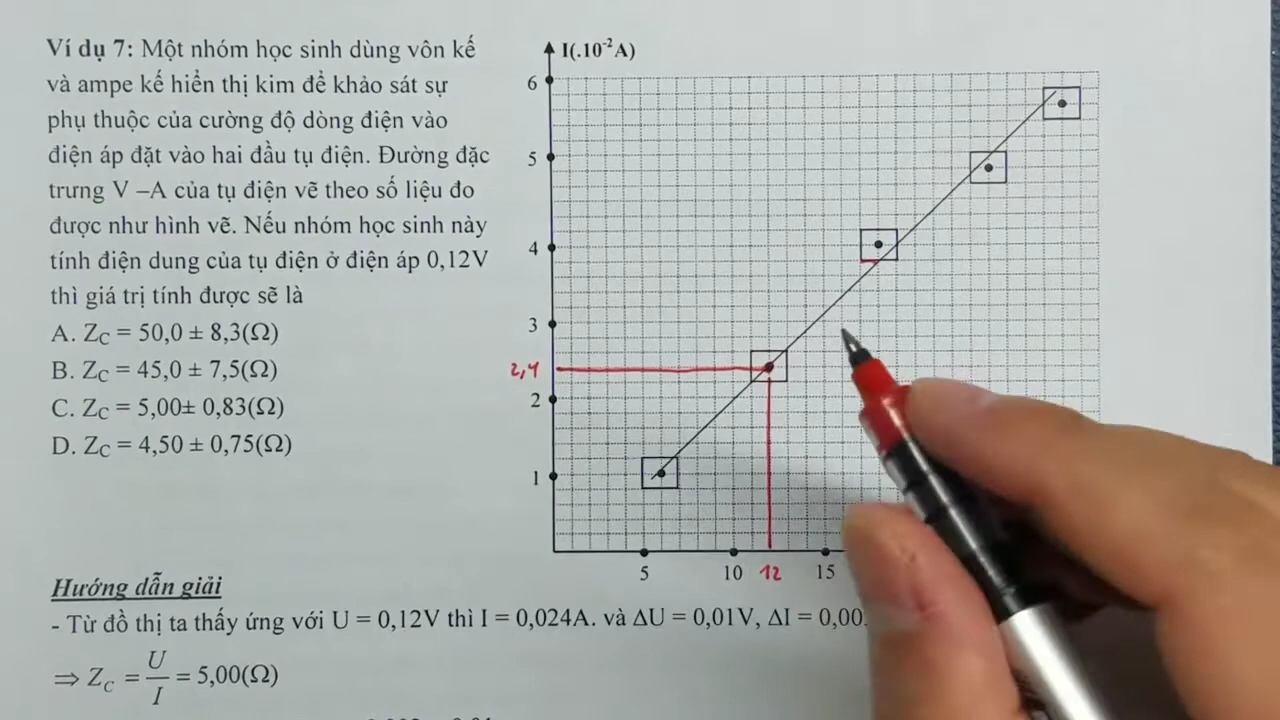 Ví dụ 7: Một nhóm học sinh dùng vôn kế
và ampe kế hiển thị kim để khảo sát sự
phụ thuộc của cường độ dòng điện vào
điện áp đặt vào hai đầu tụ điện. Đường đặc
trưng V –A của tụ điện vẽ theo số liệu đo
được như hình vẽ. Nếu nhóm học sinh này
tính điện dung của tụ điện ở điện áp 0,12V
thì giá trị tính được sẽ là
A. Z_C = 50,0 ± 8,3(Ω)
B. Z_C = 45,0 ± 7,5(Ω)
C. Z_C = 5,00± 0,83(Ω)
D. Z_C = 4,50 ± 0,75(Ω)
I(.10⁻²A)
6
5
4
3
2,4
2
1
5 10 12 15
Hướng dẫn giải
- Từ đồ thị ta thấy ứng với U = 0,12V thì I = 0,024A. và ΔU = 0,01V, ΔI = 0,00
⇒ Z_C = U/I = 5,00(Ω)